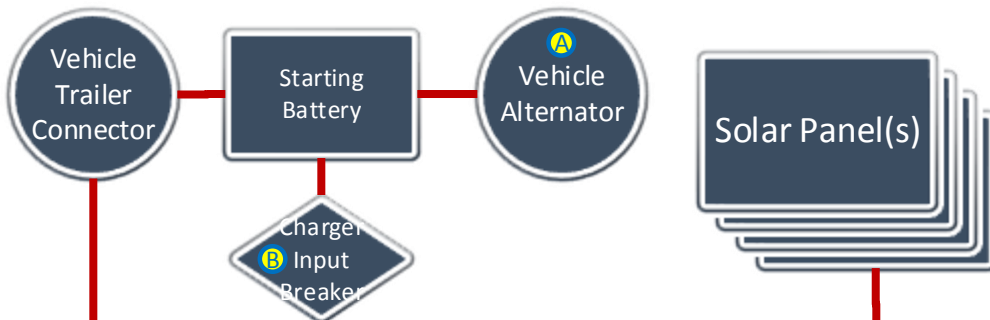 Vehicle
Trailer
Connector
Starting
Battery
A
Vehicle
Alternator
Solar Panel(s)
Charger
B Input
Breaker